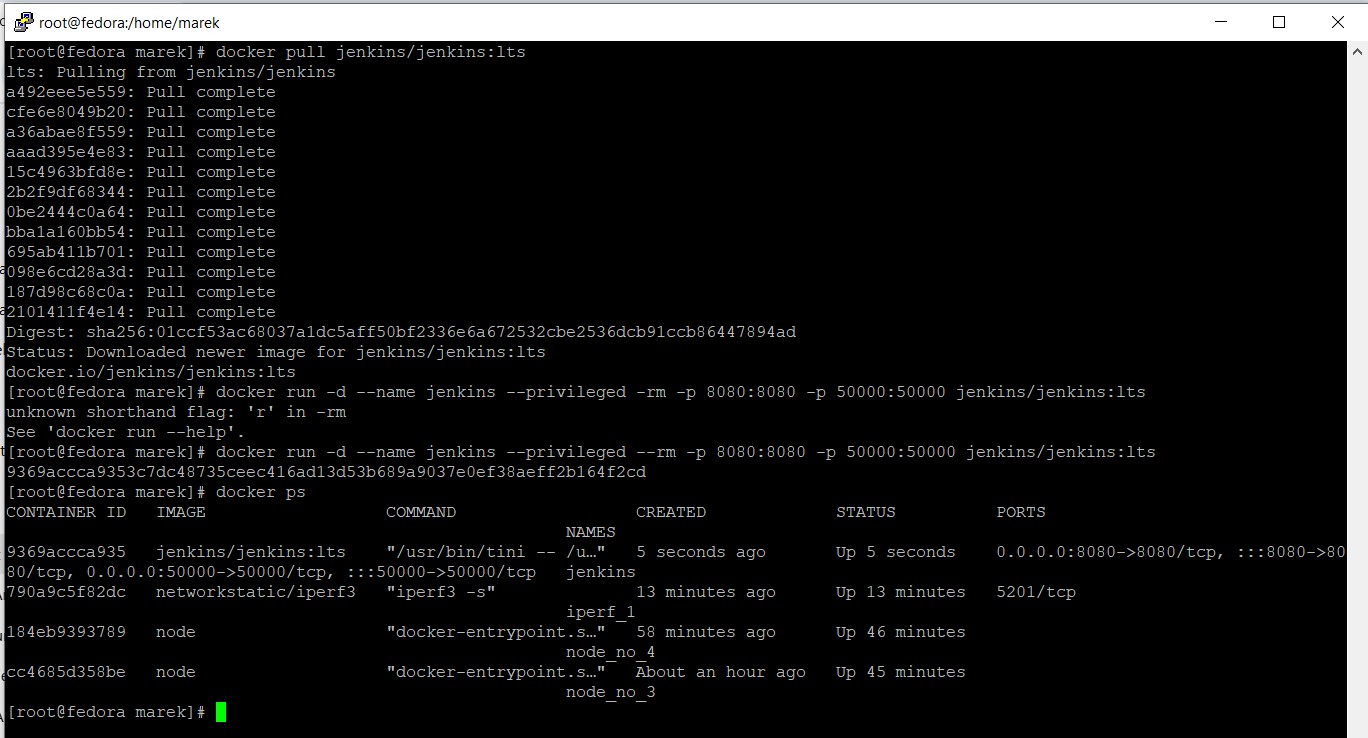 root@fedora:/home/marek
[root@fedora marek]# docker pull jenkins/jenkins:lts
lts: Pulling from jenkins/jenkins
a492eee5e559: Pull complete
cfe6e8049b20: Pull complete
a36abae8f559: Pull complete
aaad395e4e83: Pull complete
15c4963bfd8e: Pull complete
2b2f9df68344: Pull complete
0be2444c0a64: Pull complete
bba1a160bb54: Pull complete
695ab411b701: Pull complete
098e6cd28a3d: Pull complete
187d98c68c0a: Pull complete
2101411f4e14: Pull complete
Digest: sha256:01ccf53ac68037a1dc5aff50bf2336e6a672532cbe2536dcb91ccb86447894ad
Status: Downloaded newer image for jenkins/jenkins:lts
docker.io/jenkins/jenkins:lts
[root@fedora marek]# docker run -d --name jenkins --privileged -rm -p 8080:8080 -p 50000:50000 jenkins/jenkins:lts
unknown shorthand flag: 'r' in -rm
See 'docker run --help'.
[root@fedora marek]# docker run -d --name jenkins --privileged --rm -p 8080:8080 -p 50000:50000 jenkins/jenkins:lts
9369accca9353c7dc48735ceec416ad13d53b689a9037e0ef38aeff2b164f2cd
[root@fedora marek]# docker ps
CONTAINER ID   IMAGE                  COMMAND                  CREATED             STATUS          PORTS
NAMES
9369accca935   jenkins/jenkins:lts    "/usr/bin/tini -- /u…"   5 seconds ago       Up 5 seconds    0.0.0.0:8080->8080/tcp, :::8080->80
80/tcp, 0.0.0.0:50000->50000/tcp, :::50000->50000/tcp   jenkins
790a9c5f82dc   networkstatic/iperf3   "iperf3 -s"              13 minutes ago      Up 13 minutes   5201/tcp
iperf_1
184eb9393789   node                   "docker-entrypoint.s…"   58 minutes ago      Up 46 minutes
node_no_4
cc4685d358be   node                   "docker-entrypoint.s…"   About an hour ago   Up 45 minutes
node_no_3
[root@fedora marek]#